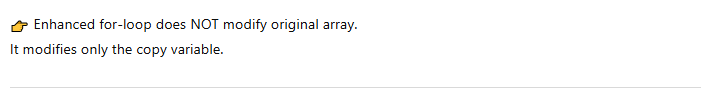 👉 Enhanced for-loop does NOT modify original array.
It modifies only the copy variable.